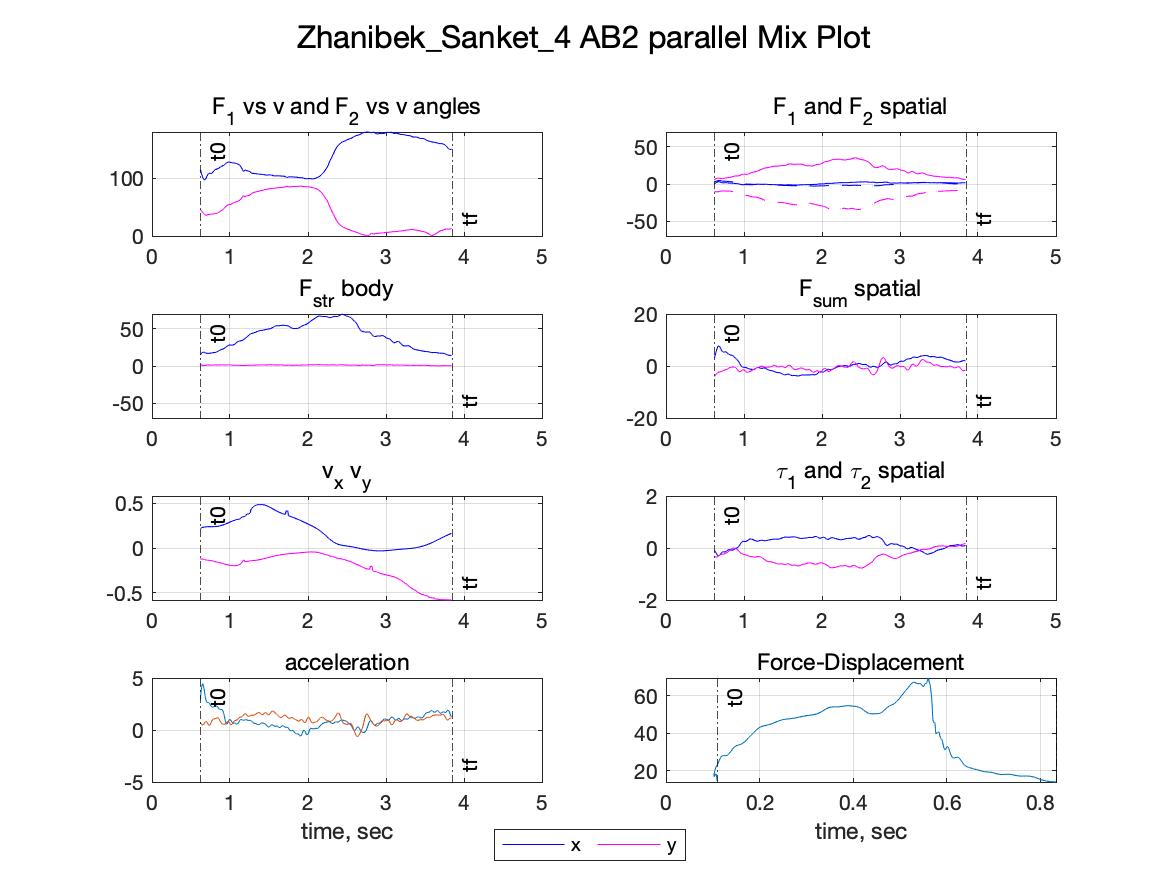 Zhanibek_Sanket_4 AB2 parallel Mix Plot
F1 vs v and F2 vs v angles
100
0
t0
tf
0 1 2 3 4 5
F1 and F2 spatial
50
0
-50
t0
tf
0 1 2 3 4 5
Fstr body
50
0
-50
t0
tf
0 1 2 3 4 5
Fsum spatial
20
0
-20
t0
tf
0 1 2 3 4 5
vx vy
0.5
0
-0.5
t0
tf
0 1 2 3 4 5
τ1 and τ2 spatial
2
0
-2
t0
tf
0 1 2 3 4 5
acceleration
5
0
-5
t0
tf
0 1 2 3 4 5
time, sec
Force-Displacement
60
40
20
t0
0 0.2 0.4 0.6 0.8
time, sec
x y